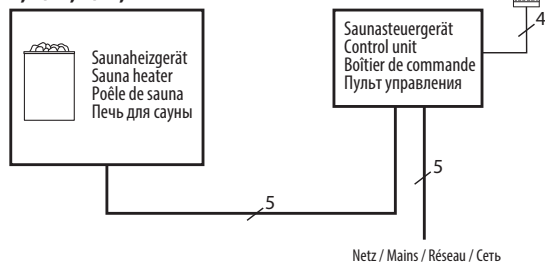 Saunaheizgerät
Sauna heater
Poêle de sauna
Печь для сауны
Saunasteuergerät
Control unit
Boîtier de commande
Пульт управления
4
5
5
Netz / Mains / Réseau / Сеть